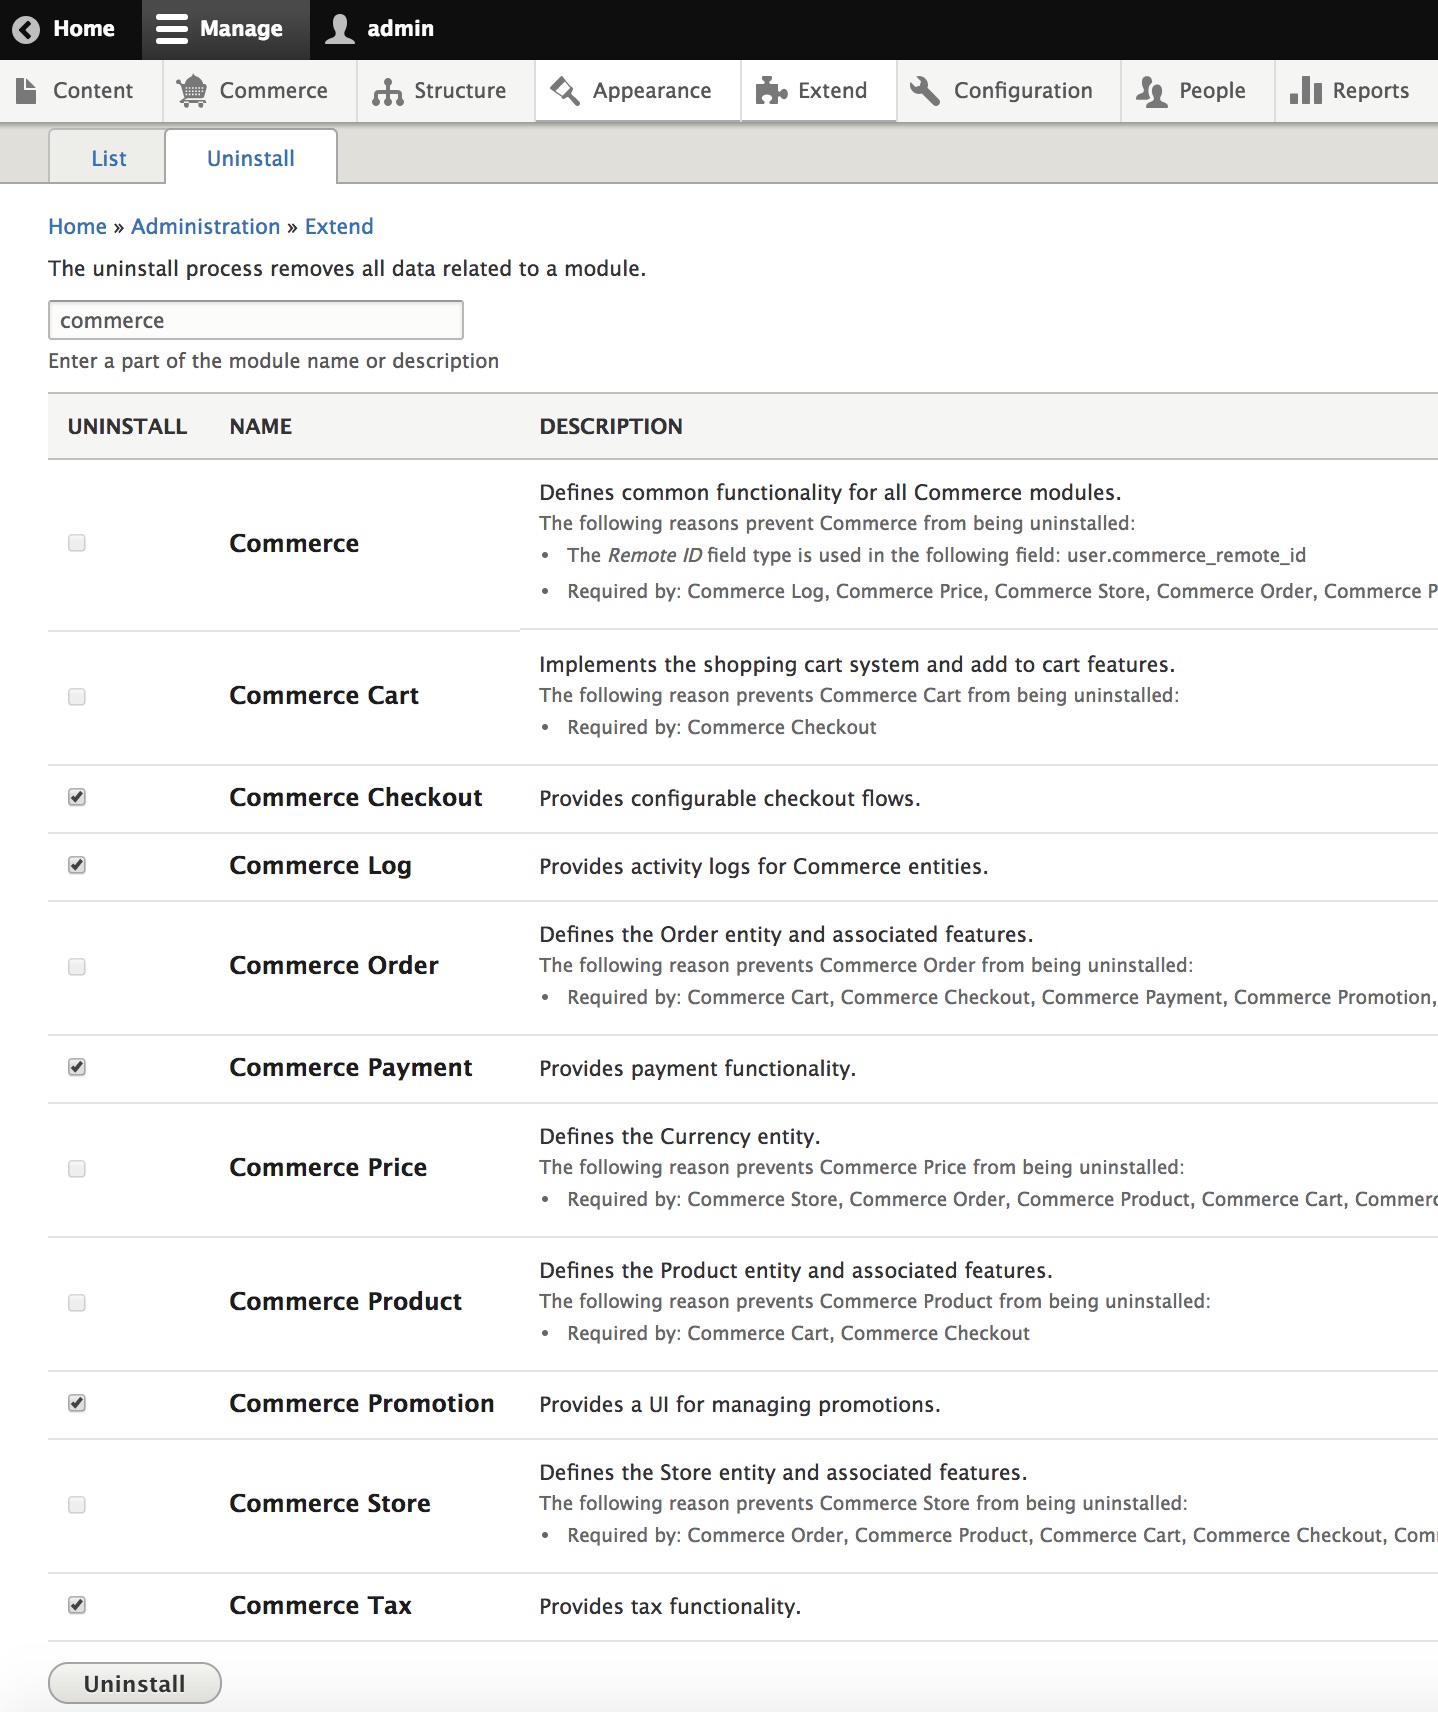 Home Manage admin
Content Commerce Structure Appearance Extend Configuration People Reports
List Uninstall
Home » Administration » Extend
The uninstall process removes all data related to a module.
commerce
Enter a part of the module name or description
UNINSTALL NAME DESCRIPTION
Defines common functionality for all Commerce modules.
The following reasons prevent Commerce from being uninstalled:
Commerce
• The Remote ID field type is used in the following field: user.commerce_remote_id
• Required by: Commerce Log, Commerce Price, Commerce Store, Commerce Order, Commerce P
Implements the shopping cart system and add to cart features.
Commerce Cart
The following reason prevents Commerce Cart from being uninstalled:
• Required by: Commerce Checkout
Commerce Checkout Provides configurable checkout flows.
Commerce Log Provides activity logs for Commerce entities.
Defines the Order entity and associated features.
Commerce Order
The following reason prevents Commerce Order from being uninstalled:
• Required by: Commerce Cart, Commerce Checkout, Commerce Payment, Commerce Promotion,
Commerce Payment Provides payment functionality.
Defines the Currency entity.
Commerce Price
The following reason prevents Commerce Price from being uninstalled:
• Required by: Commerce Store, Commerce Order, Commerce Product, Commerce Cart, Commerc
Defines the Product entity and associated features.
Commerce Product
The following reason prevents Commerce Product from being uninstalled:
• Required by: Commerce Cart, Commerce Checkout
Commerce Promotion Provides a UI for managing promotions.
Defines the Store entity and associated features.
Commerce Store
The following reason prevents Commerce Store from being uninstalled:
• Required by: Commerce Order, Commerce Product, Commerce Cart, Commerce Checkout, Com
Commerce Tax Provides tax functionality.
Uninstall